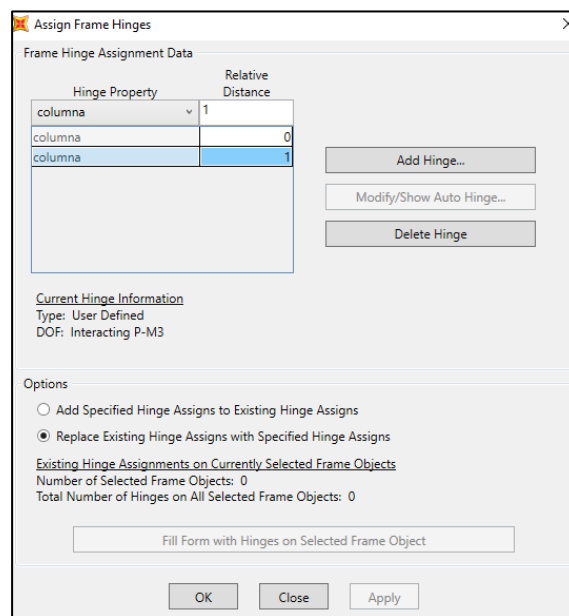 Assign Frame Hinges
Frame Hinge Assignment Data
Relative
Hinge Property Distance
columna 1
columna 0
columna 1
Add Hinge...
Modify/Show Auto Hinge...
Delete Hinge
Current Hinge Information
Type: User Defined
DOF: Interacting P-M3
Options
Add Specified Hinge Assigns to Existing Hinge Assigns
Replace Existing Hinge Assigns with Specified Hinge Assigns
Existing Hinge Assignments on Currently Selected Frame Objects
Number of Selected Frame Objects: 0
Total Number of Hinges on All Selected Frame Objects: 0
Fill Form with Hinges on Selected Frame Object
OK Close Apply